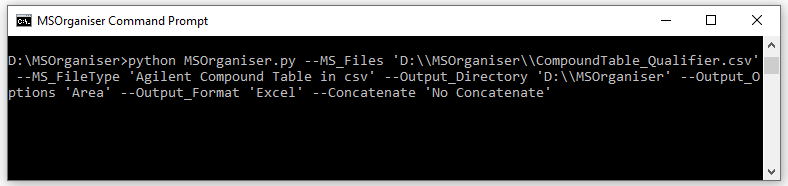 MSOrganiser Command Prompt
D:\MSOrganiser>python MSOrganiser.py --MS_Files 'D:\\MSOrganiser\\CompoundTable_Qualifier.csv'
 --MS_FileType 'Agilent Compound Table in csv' --Output_Directory 'D:\\MSOrganiser' --Output_O
ptions 'Area' --Output_Format 'Excel' --Concatenate 'No Concatenate'